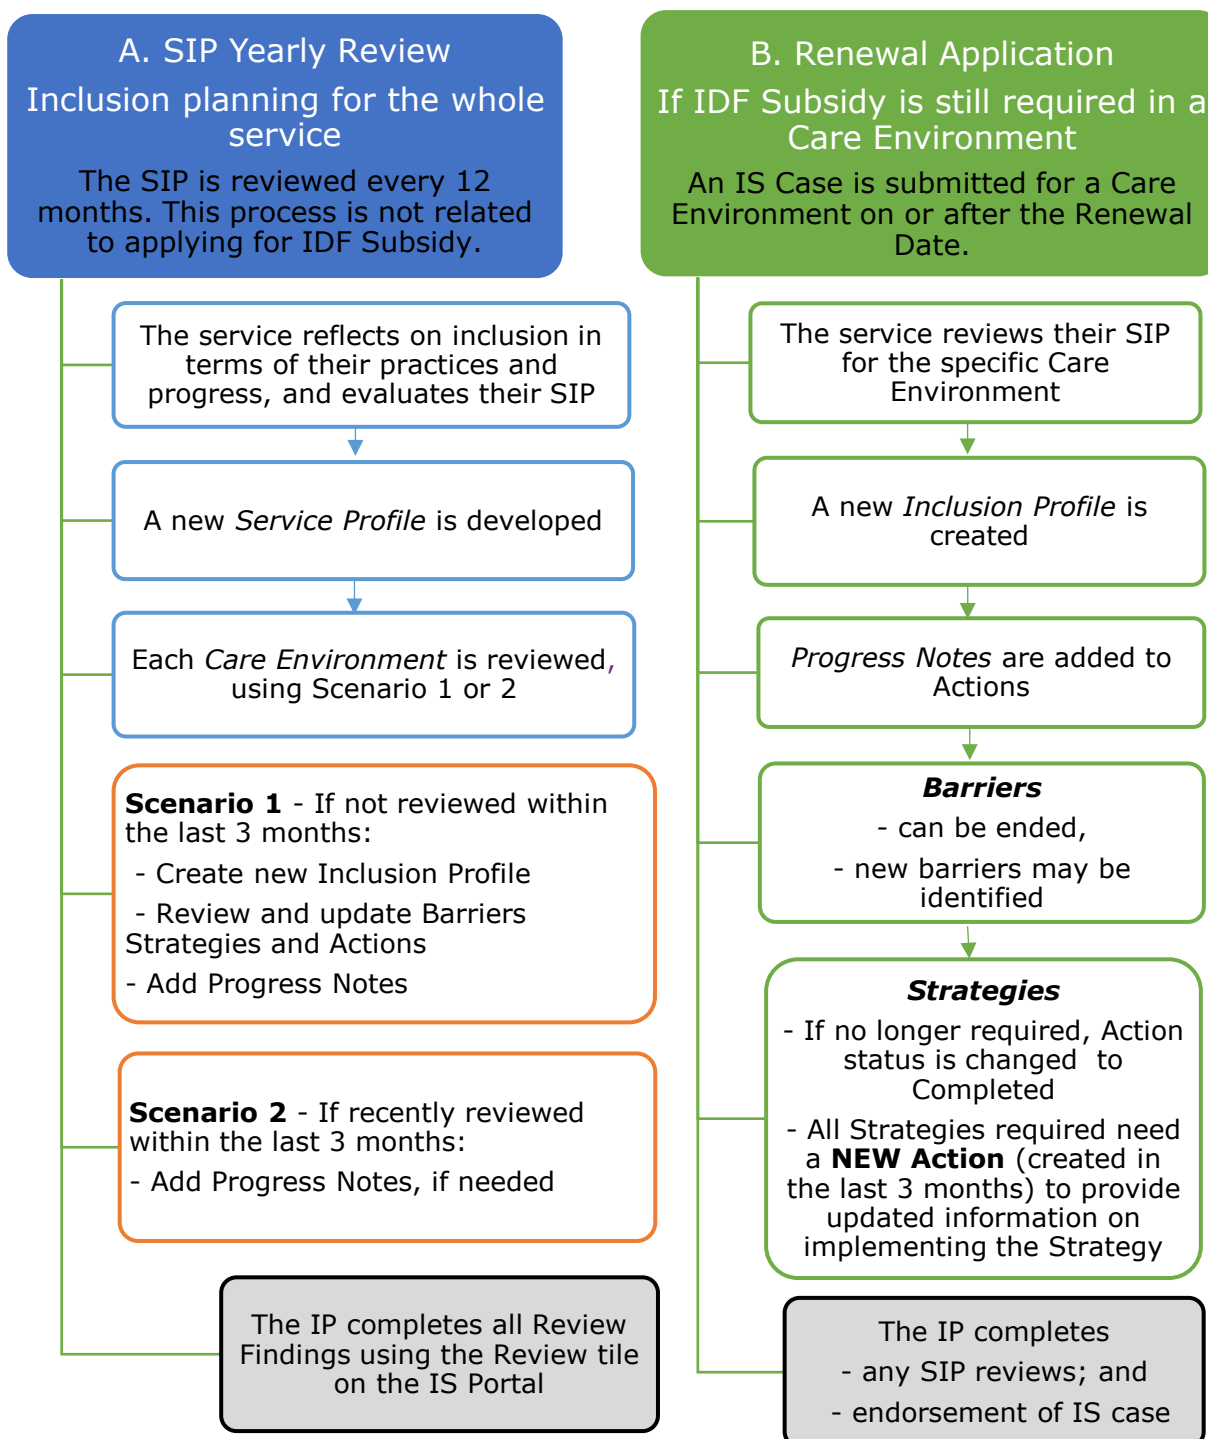 A. SIP Yearly Review
Inclusion planning for the whole
service
The SIP is reviewed every 12
months. This process is not related
to applying for IDF Subsidy.
The service reflects on inclusion in
terms of their practices and
progress, and evaluates their SIP
A new Service Profile is developed
Each Care Environment is reviewed,
using Scenario 1 or 2
Scenario 1 - If not reviewed within
the last 3 months:
- Create new Inclusion Profile
- Review and update Barriers
Strategies and Actions
- Add Progress Notes
Scenario 2 - If recently reviewed
within the last 3 months:
- Add Progress Notes, if needed
The IP completes all Review
Findings using the Review tile
on the IS Portal
B. Renewal Application
If IDF Subsidy is still required in a
Care Environment
An IS Case is submitted for a Care
Environment on or after the Renewal
Date.
The service reviews their SIP
for the specific Care
Environment
A new Inclusion Profile is
created
Progress Notes are added to
Actions
Barriers
- can be ended,
- new barriers may be
identified
Strategies
- If no longer required, Action
status is changed to
Completed
- All Strategies required need
a NEW Action (created in
the last 3 months) to provide
updated information on
implementing the Strategy
The IP completes
- any SIP reviews; and
- endorsement of IS case